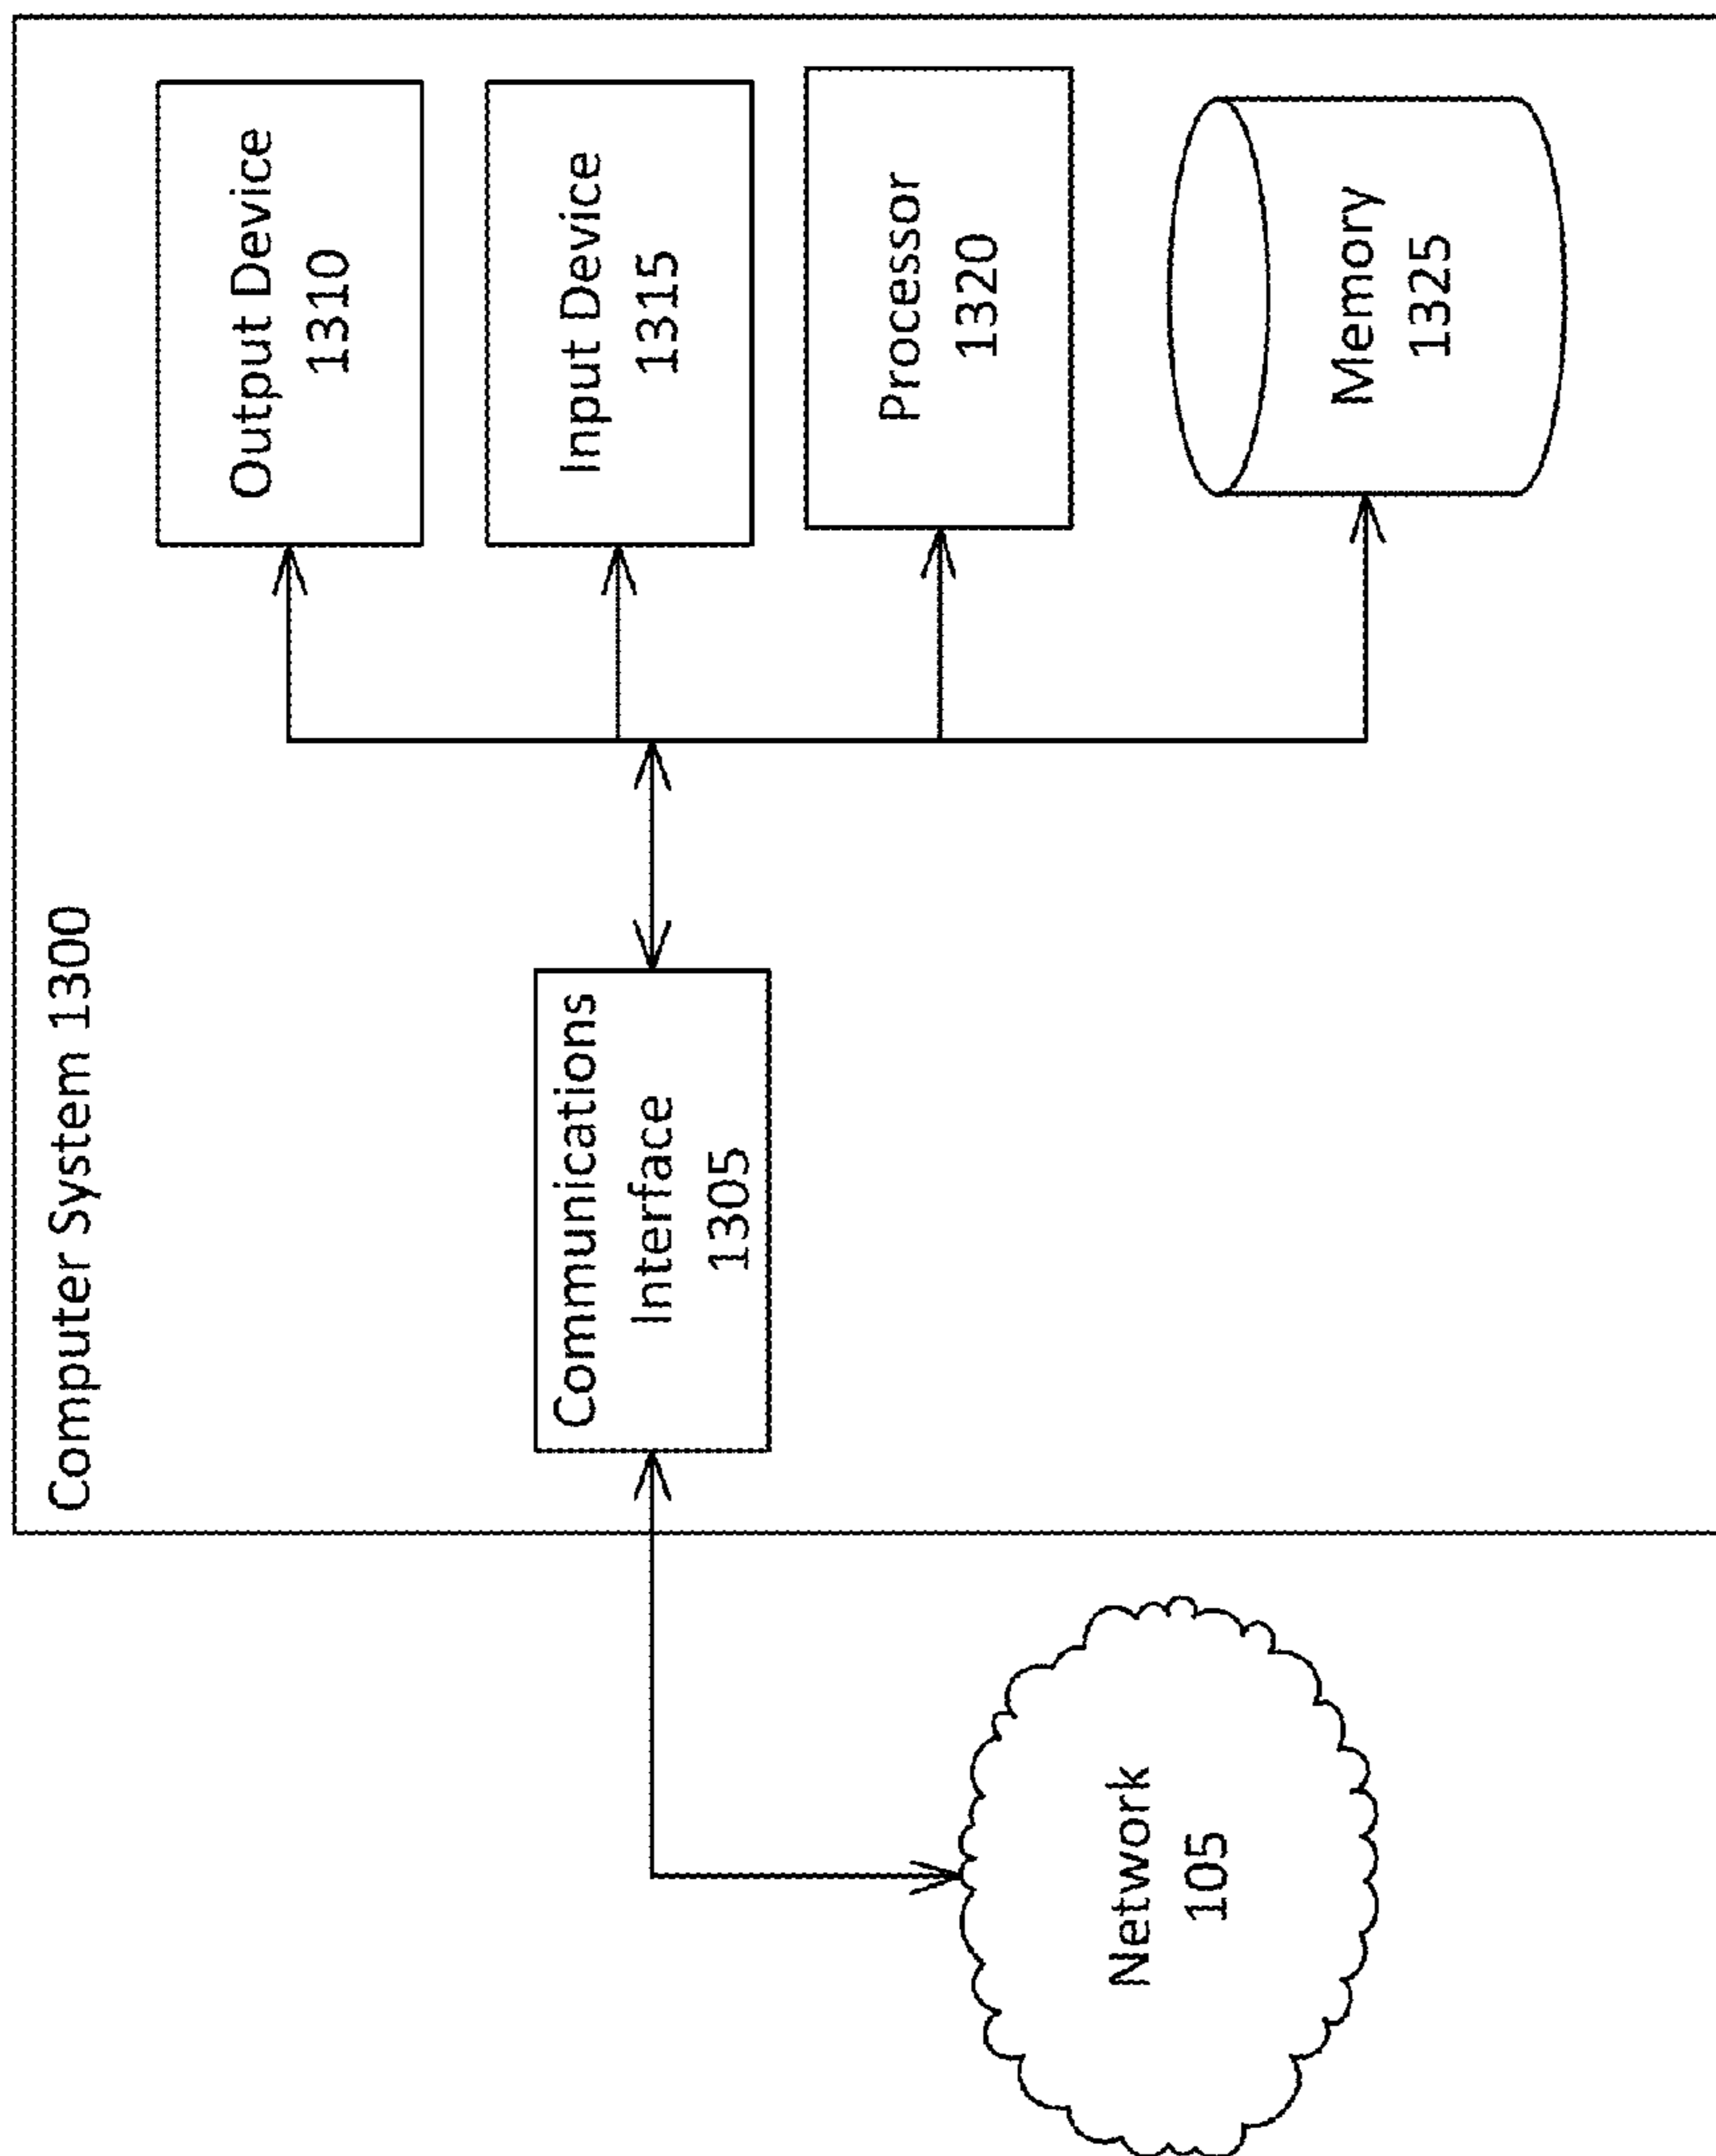 Computer System 1300
Output Device
1310
Input Device
1315
Communications
Interface
1305
Processor
1320
Network
105
Memory
1325